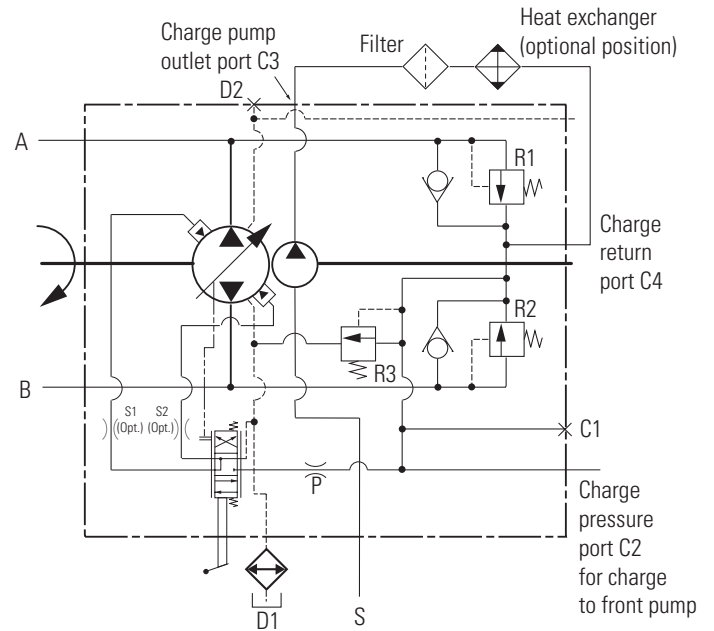 Charge pump
outlet port C3
Filter
Heat exchanger
(optional position)
D2
A
R1
Charge
return
port C4
R2
R3
B
S1
(Opt.)
S2
(Opt.)
C1
P
Charge
pressure
port C2
for charge
to front pump
D1
S